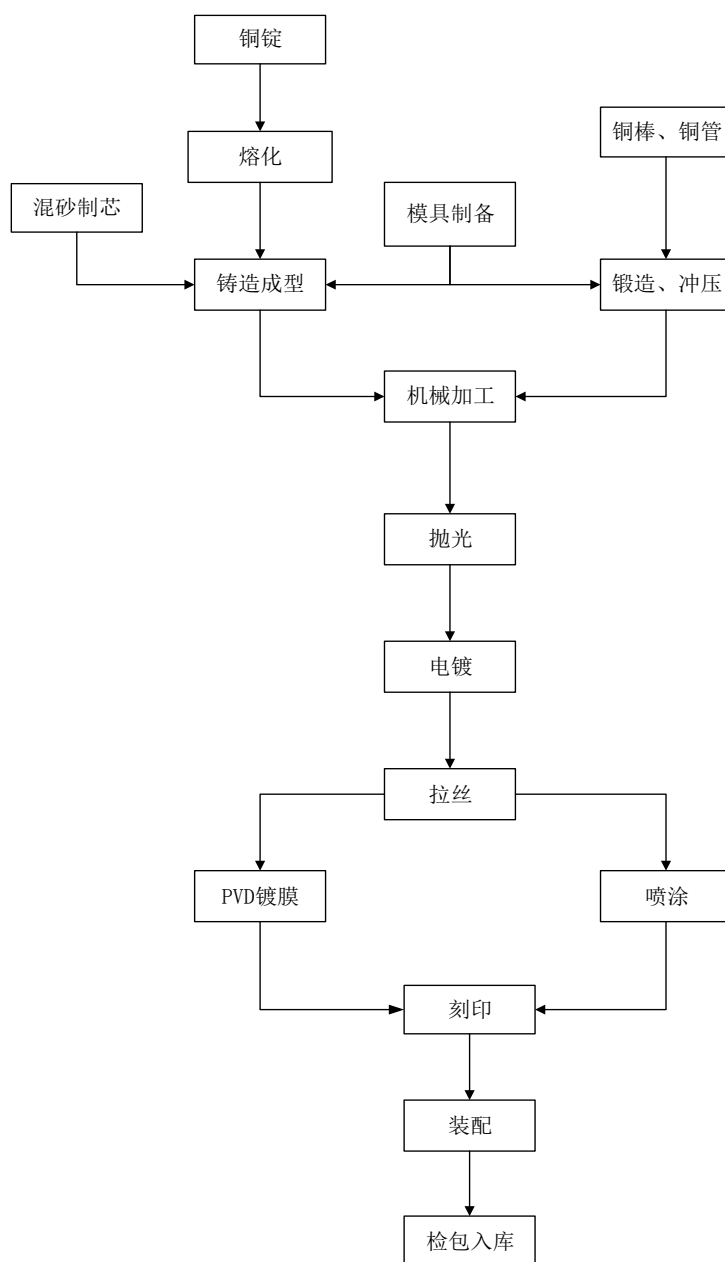 铜锭
铜棒、铜管
熔化
混砂制芯
模具制备
铸造成型
锻造、冲压
机械加工
抛光
电镀
拉丝
PVD镀膜
喷涂
刻印
装配
检包入库